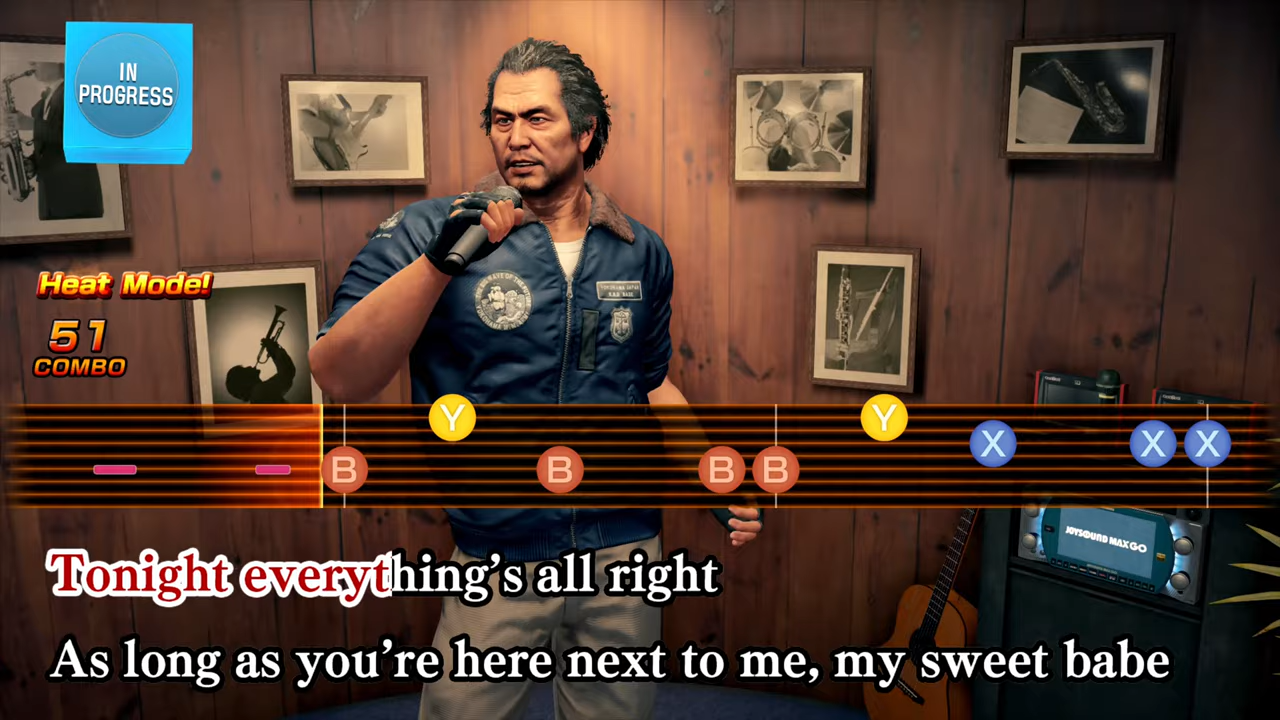 IN
PROGRESS
Heat Mode!
51
COMBO
Y
Y
X
X
X
B
B
B
B
JOYSOUND MAX GO
Tonight everything's all right
As long as you're here next to me, my sweet babe